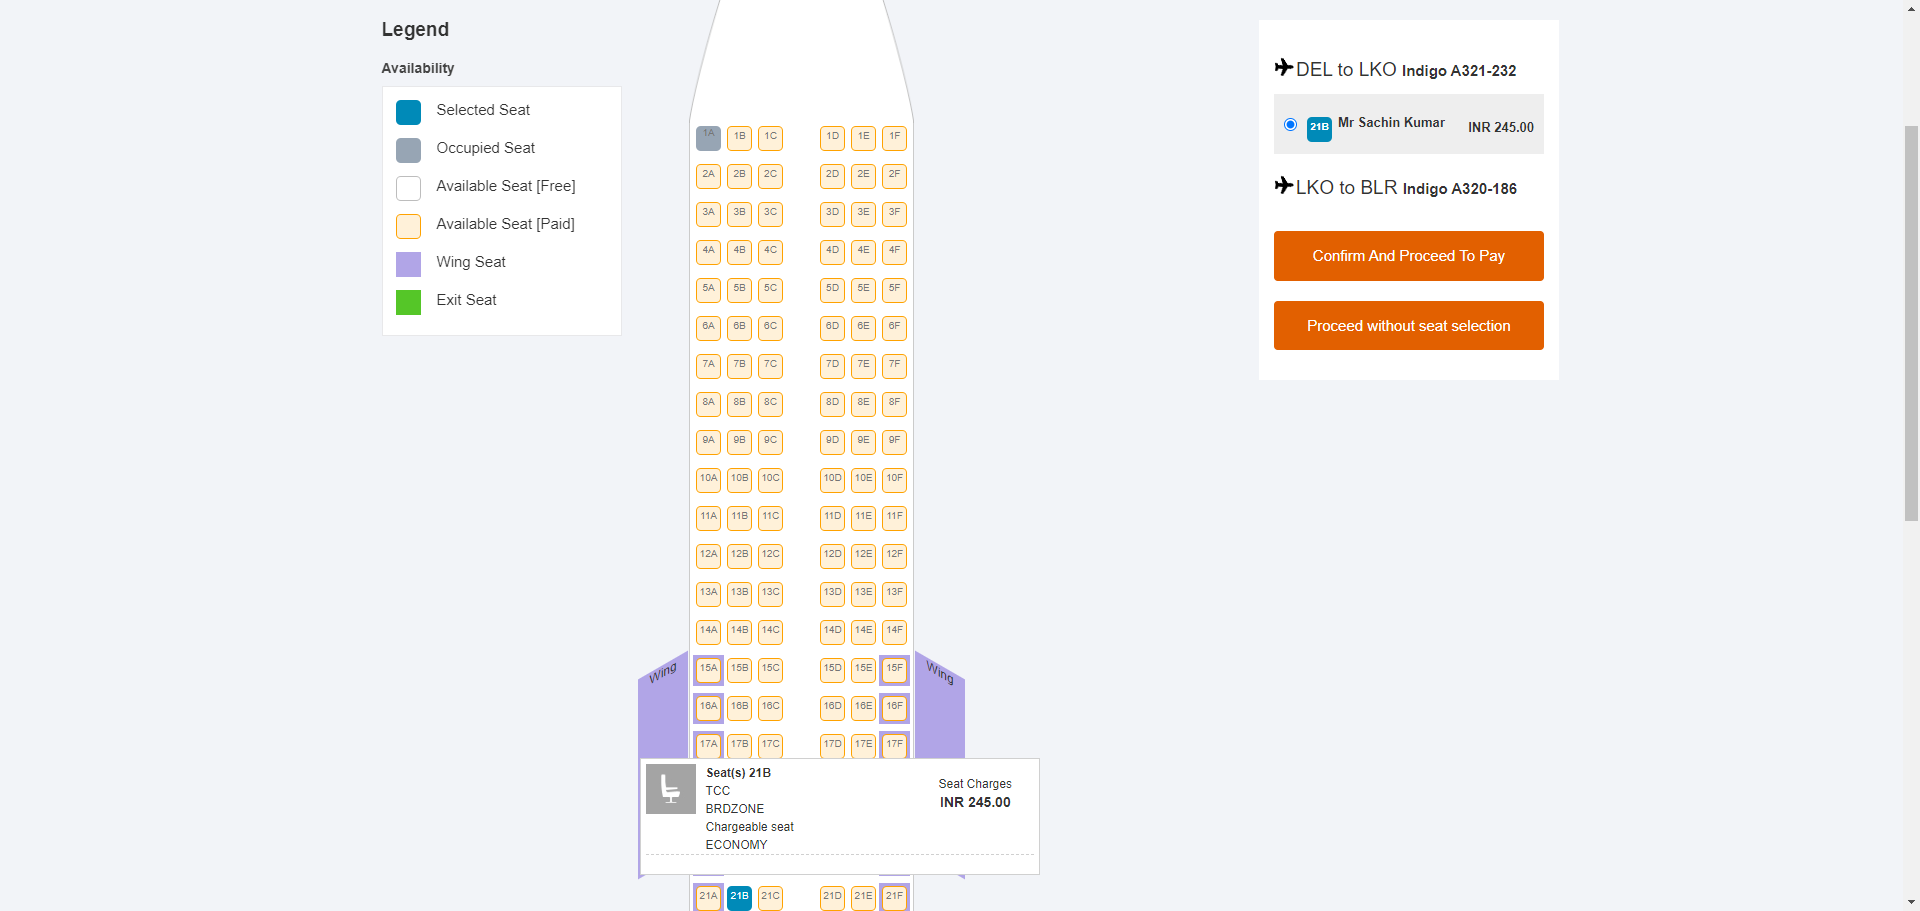 Legend
Availability
Selected Seat
Occupied Seat
Available Seat [Free]
Available Seat [Paid]
Wing Seat
Exit Seat
1A 1B 1C 1D 1E 1F
2A 2B 2C 2D 2E 2F
3A 3B 3C 3D 3E 3F
4A 4B 4C 4D 4E 4F
5A 5B 5C 5D 5E 5F
6A 6B 6C 6D 6E 6F
7A 7B 7C 7D 7E 7F
8A 8B 8C 8D 8E 8F
9A 9B 9C 9D 9E 9F
10A 10B 10C 10D 10E 10F
11A 11B 11C 11D 11E 11F
12A 12B 12C 12D 12E 12F
13A 13B 13C 13D 13E 13F
14A 14B 14C 14D 14E 14F
Wing 15A 15B 15C 15D 15E 15F Wing
16A 16B 16C 16D 16E 16F
17A 17B 17C 17D 17E 17F
Seat(s) 21B
TCC
BRDZONE
Chargeable seat
ECONOMY
Seat Charges
INR 245.00
21A 21B 21C 21D 21E 21F
DEL to LKO Indigo A321-232
21B Mr Sachin Kumar INR 245.00
LKO to BLR Indigo A320-186
Confirm And Proceed To Pay
Proceed without seat selection